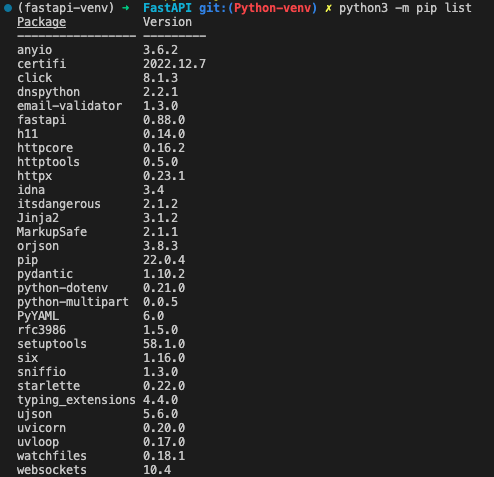 (fastapi-venv) ➜ FastAPI git:(Python-venv) ✗ python3 -m pip list
Package Version
----------------- ---------
anyio 3.6.2
certifi 2022.12.7
click 8.1.3
dnspython 2.2.1
email-validator 1.3.0
fastapi 0.88.0
h11 0.14.0
httpcore 0.16.2
httptools 0.5.0
httpx 0.23.1
idna 3.4
itsdangerous 2.1.2
Jinja2 3.1.2
MarkupSafe 2.1.1
orjson 3.8.3
pip 22.0.4
pydantic 1.10.2
python-dotenv 0.21.0
python-multipart 0.0.5
PyYAML 6.0
rfc3986 1.5.0
setuptools 58.1.0
six 1.16.0
sniffio 1.3.0
starlette 0.22.0
typing_extensions 4.4.0
ujson 5.6.0
uvicorn 0.20.0
uvloop 0.17.0
watchfiles 0.18.1
websockets 10.4